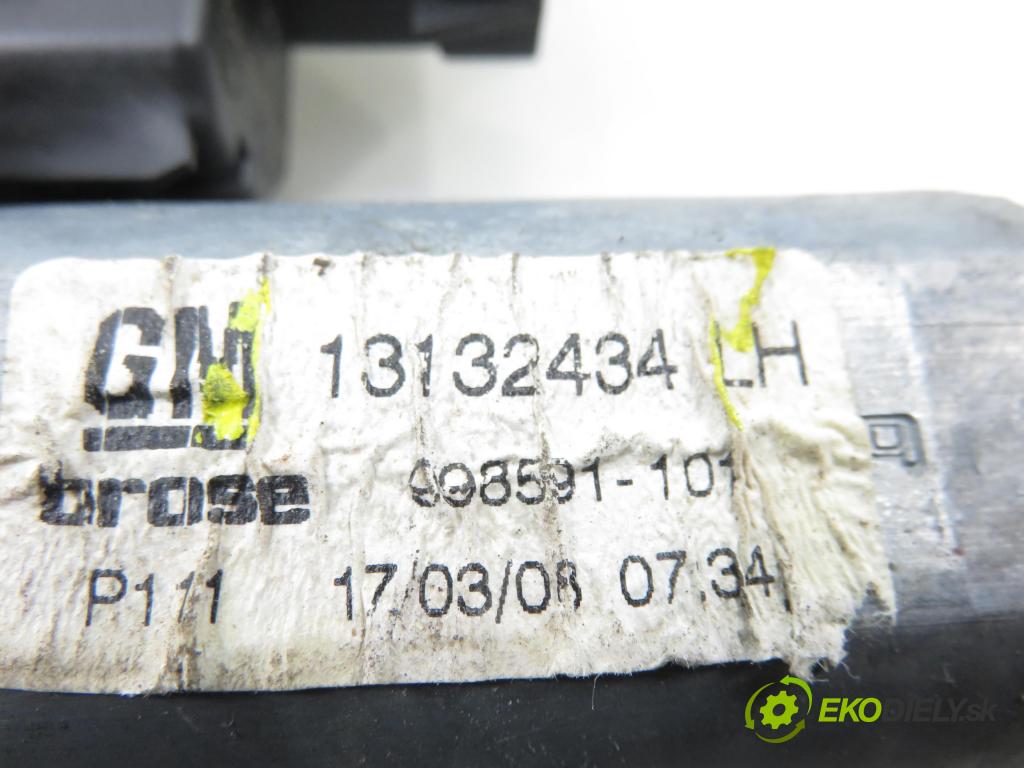 GM 13132434 LH
brose 998591-101
P111 17/03/08 07:34
EKODIELY.sk